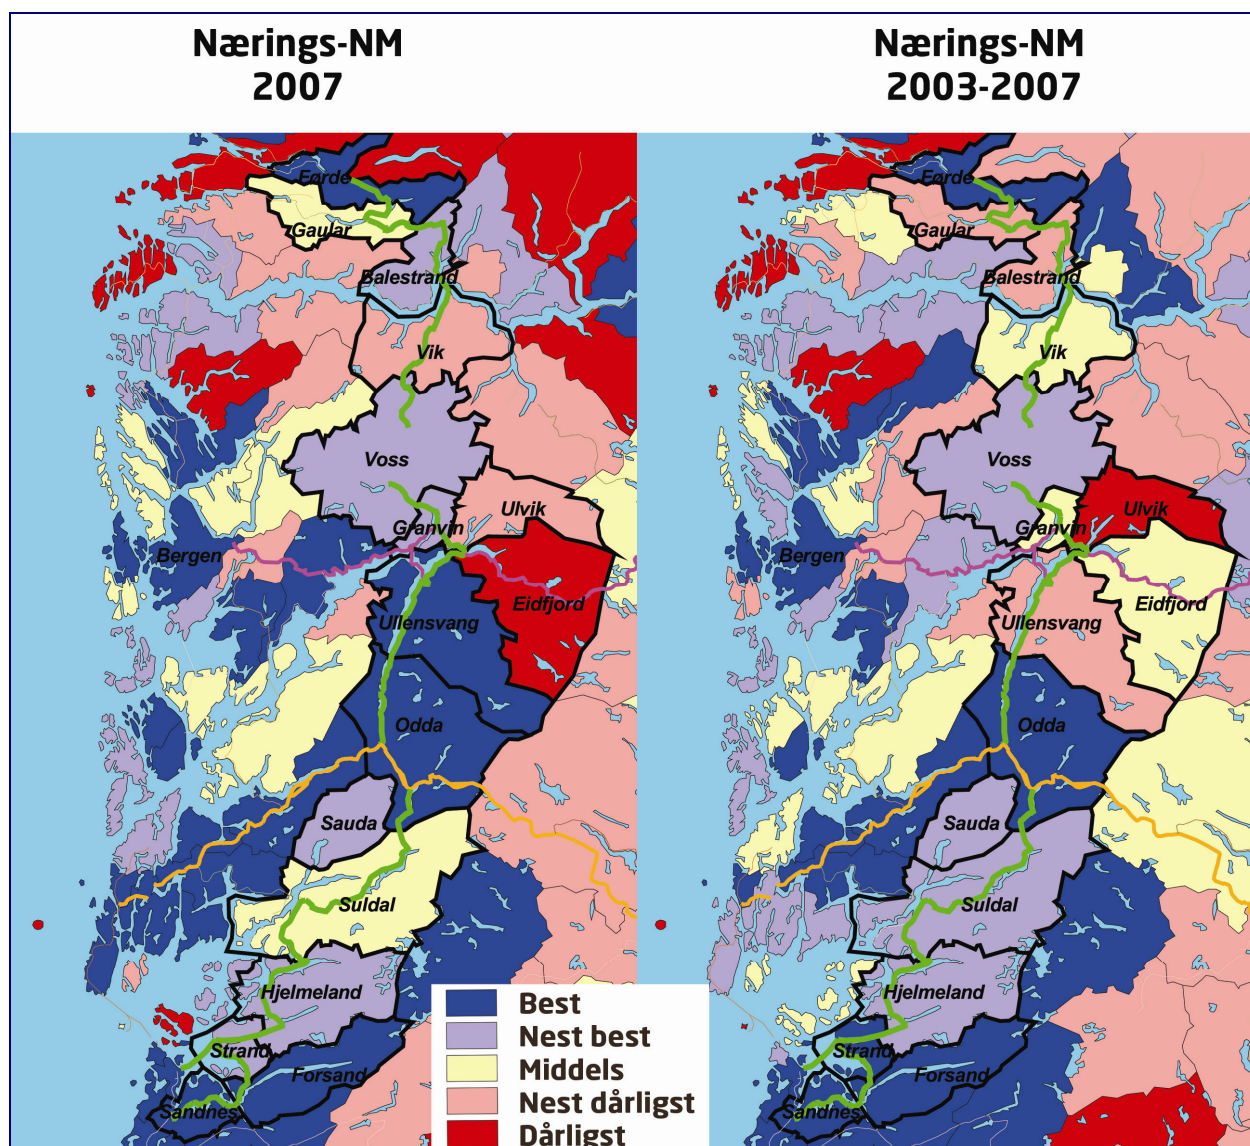 Nærings-NM
2007
Nærings-NM
2003-2007
Førde
Gaular
Balestrand
Vik
Voss
Ulvik
Granvin
Bergen
Eidfjord
Ullensvang
Odda
Sauda
Suldal
Hjelmeland
Strand
Forsand
Sandnes
Førde
Gaular
Balestrand
Vik
Voss
Ulvik
Granvin
Bergen
Eidfjord
Ullensvang
Odda
Sauda
Suldal
Hjelmeland
Strand
Forsand
Sandnes
Best
Nest best
Middels
Nest dårligst
Dårligst